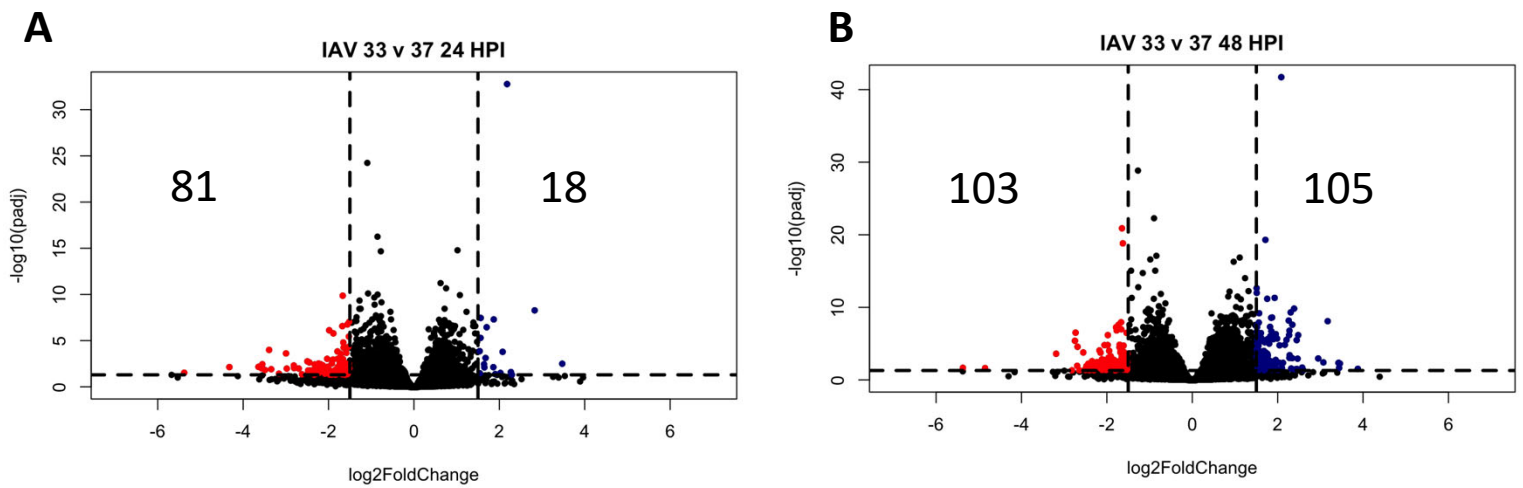 A
IAV 33 v 37 24 HPI
-log10(padj)
30
25
20
15
10
5
0
81
18
-6 -4 -2 0 2 4 6
log2FoldChange
B
IAV 33 v 37 48 HPI
-log10(padj)
40
30
20
10
0
103
105
-6 -4 -2 0 2 4 6
log2FoldChange